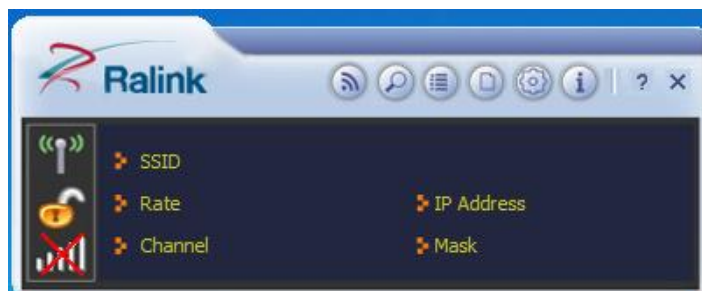 Ralink
? ×
SSID
Rate IP Address
Channel Mask